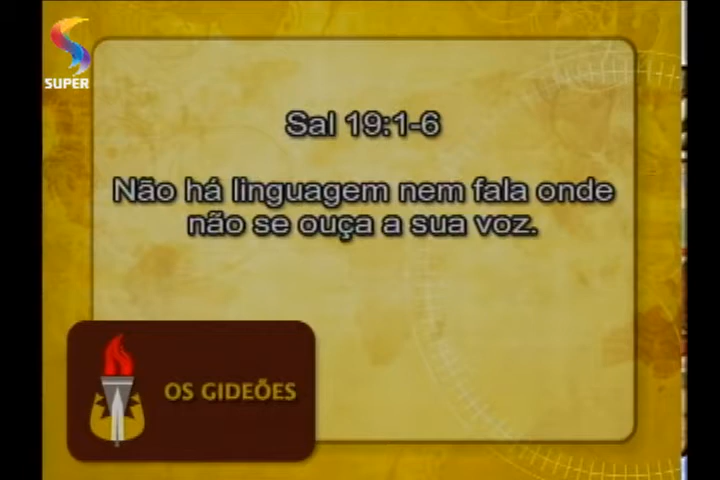 SUPER
Sal 19:1-6
Não há linguagem nem fala onde
não se ouça a sua voz.
OS GIDEÕES